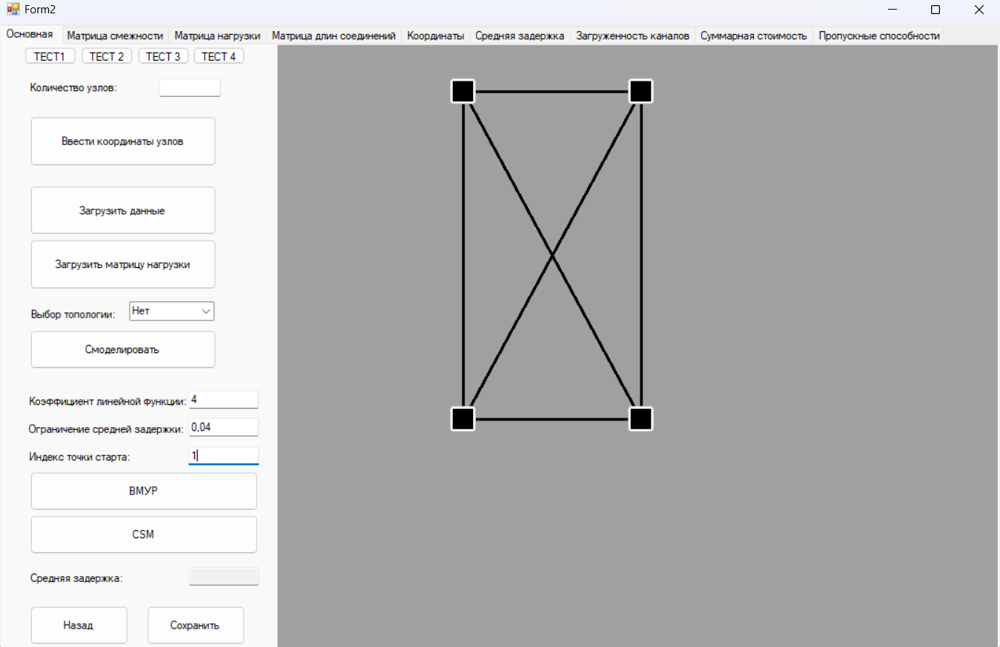 Form2
Основная Матрица смежности Матрица нагрузки Матрица длин соединений Координаты Средняя задержка Загруженность каналов Суммарная стоимость Пропускные способности
ТЕСТ1 ТЕСТ 2 ТЕСТ 3 ТЕСТ 4
Количество узлов:
Ввести координаты узлов
Загрузить данные
Загрузить матрицу нагрузки
Выбор топологии: Нет
Смоделировать
Коэффициент линейной функции: 4
Ограничение средней задержки: 0,04
Индекс точки старта: 1
ВМУР
CSM
Средняя задержка:
Назад Сохранить